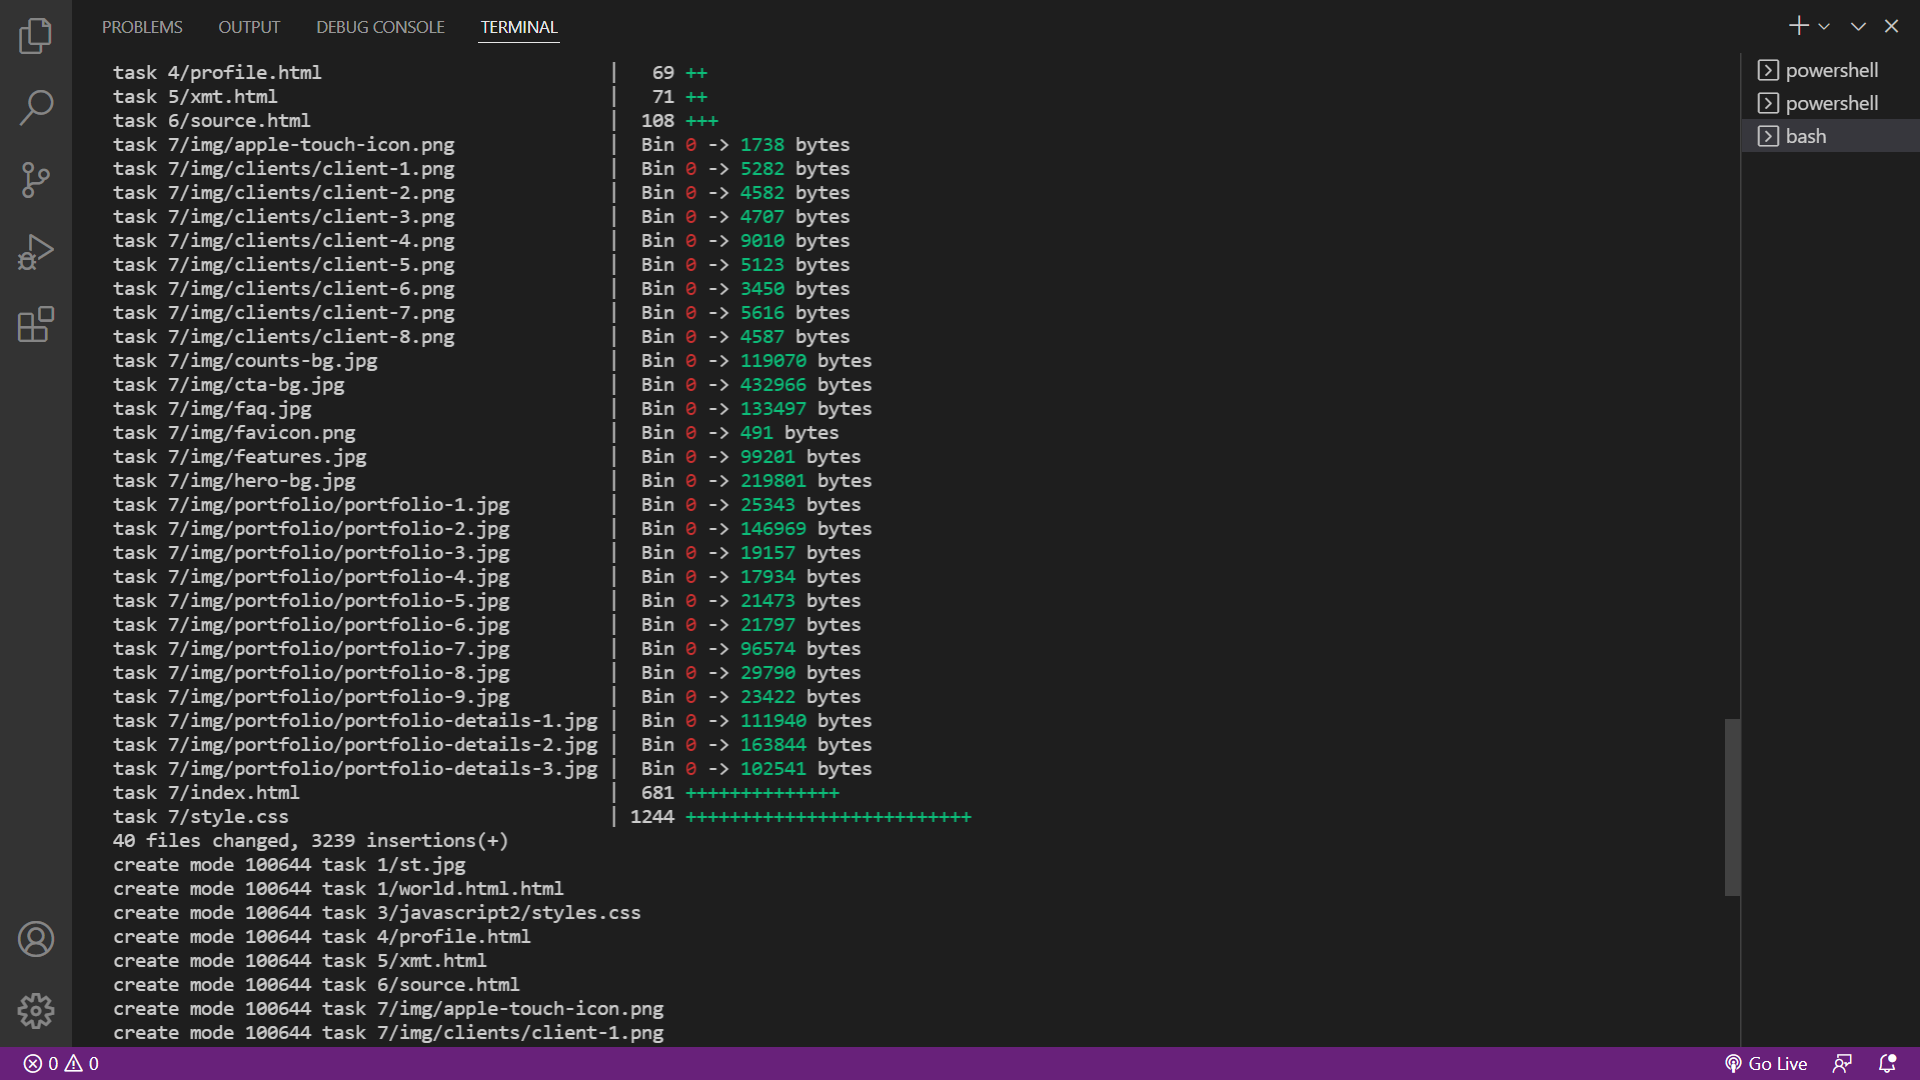 PROBLEMS OUTPUT DEBUG CONSOLE TERMINAL
task 4/profile.html | 69 ++
task 5/xmt.html | 71 ++
task 6/source.html | 108 +++
task 7/img/apple-touch-icon.png | Bin 0 -> 1738 bytes
task 7/img/clients/client-1.png | Bin 0 -> 5282 bytes
task 7/img/clients/client-2.png | Bin 0 -> 4582 bytes
task 7/img/clients/client-3.png | Bin 0 -> 4707 bytes
task 7/img/clients/client-4.png | Bin 0 -> 9010 bytes
task 7/img/clients/client-5.png | Bin 0 -> 5123 bytes
task 7/img/clients/client-6.png | Bin 0 -> 3450 bytes
task 7/img/clients/client-7.png | Bin 0 -> 5616 bytes
task 7/img/clients/client-8.png | Bin 0 -> 4587 bytes
task 7/img/counts-bg.jpg | Bin 0 -> 119070 bytes
task 7/img/cta-bg.jpg | Bin 0 -> 432966 bytes
task 7/img/faq.jpg | Bin 0 -> 133497 bytes
task 7/img/favicon.png | Bin 0 -> 491 bytes
task 7/img/features.jpg | Bin 0 -> 99201 bytes
task 7/img/hero-bg.jpg | Bin 0 -> 219801 bytes
task 7/img/portfolio/portfolio-1.jpg | Bin 0 -> 25343 bytes
task 7/img/portfolio/portfolio-2.jpg | Bin 0 -> 146969 bytes
task 7/img/portfolio/portfolio-3.jpg | Bin 0 -> 19157 bytes
task 7/img/portfolio/portfolio-4.jpg | Bin 0 -> 17934 bytes
task 7/img/portfolio/portfolio-5.jpg | Bin 0 -> 21473 bytes
task 7/img/portfolio/portfolio-6.jpg | Bin 0 -> 21797 bytes
task 7/img/portfolio/portfolio-7.jpg | Bin 0 -> 96574 bytes
task 7/img/portfolio/portfolio-8.jpg | Bin 0 -> 29790 bytes
task 7/img/portfolio/portfolio-9.jpg | Bin 0 -> 23422 bytes
task 7/img/portfolio/portfolio-details-1.jpg | Bin 0 -> 111940 bytes
task 7/img/portfolio/portfolio-details-2.jpg | Bin 0 -> 163844 bytes
task 7/img/portfolio/portfolio-details-3.jpg | Bin 0 -> 102541 bytes
task 7/index.html | 681 ++++++++++++++
task 7/style.css | 1244 ++++++++++++++++++++++++++
40 files changed, 3239 insertions(+)
create mode 100644 task 1/st.jpg
create mode 100644 task 1/world.html.html
create mode 100644 task 3/javascript2/styles.css
create mode 100644 task 4/profile.html
create mode 100644 task 5/xmt.html
create mode 100644 task 6/source.html
create mode 100644 task 7/img/apple-touch-icon.png
create mode 100644 task 7/img/clients/client-1.png
powershell
powershell
bash
0 0 Go Live